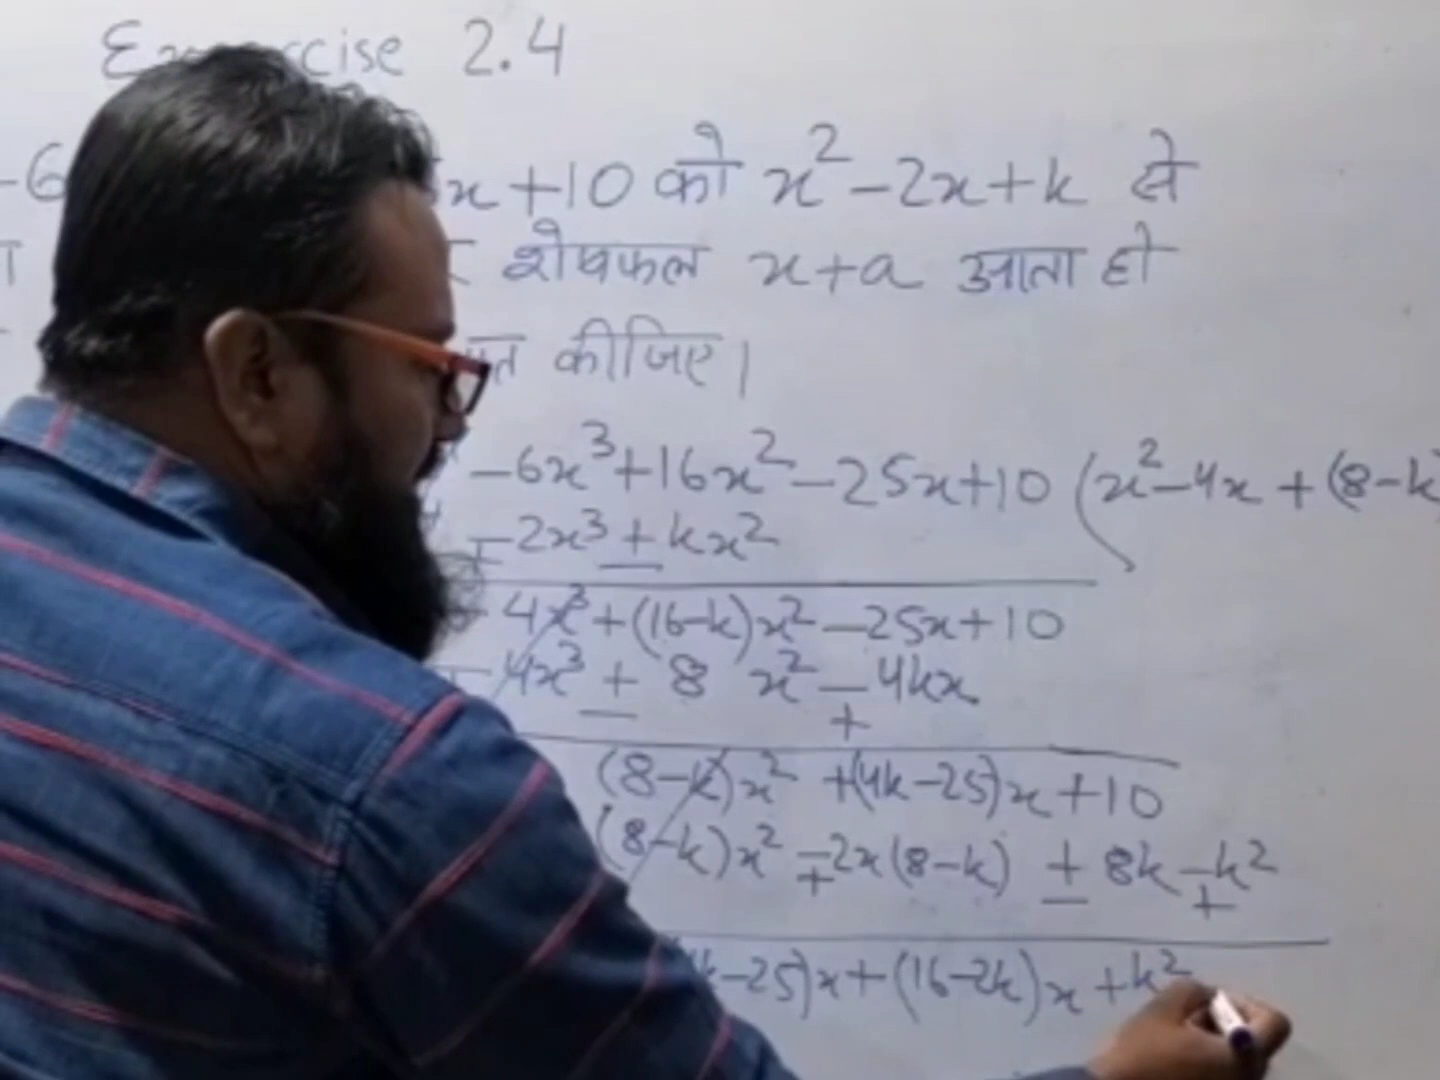 Exercise 2.4
-6 x+10 को x²-2x+k से
शेषफल x+a आता हो
कीजिए।
-6x³+16x²-25x+10 (x²-4x+(8-k)
∓2x³±kx²
-4x³+(16-k)x²-25x+10
-4x³±8 x²∓4kx
(8-k)x²+(4k-25)x+10
(8-k)x²∓2x(8-k)±8k∓k²
k-25)x+(16-2k)x+k²